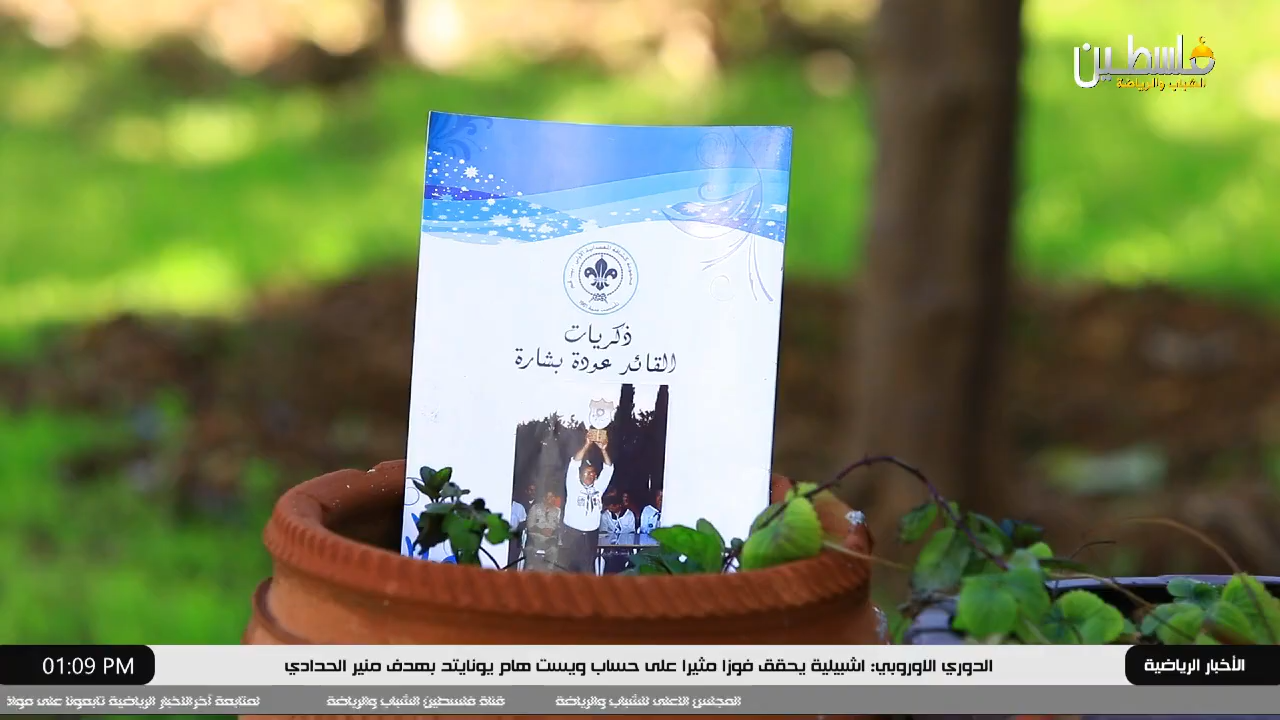 فلسطين
الشباب والرياضة
ذكريات
القائد عودة بشارة
الأخبار الرياضية
الدوري الاوروبي: اشبيلية يحقق فوزا مثيرا على حساب ويست هام يونايتد بهدف منير الحدادي
01:09 PM
المجلس الاعلى للشباب والرياضة
قناة فلسطين الشباب والرياضة
لمتابعة آخر الاخبار الرياضية تابعونا على